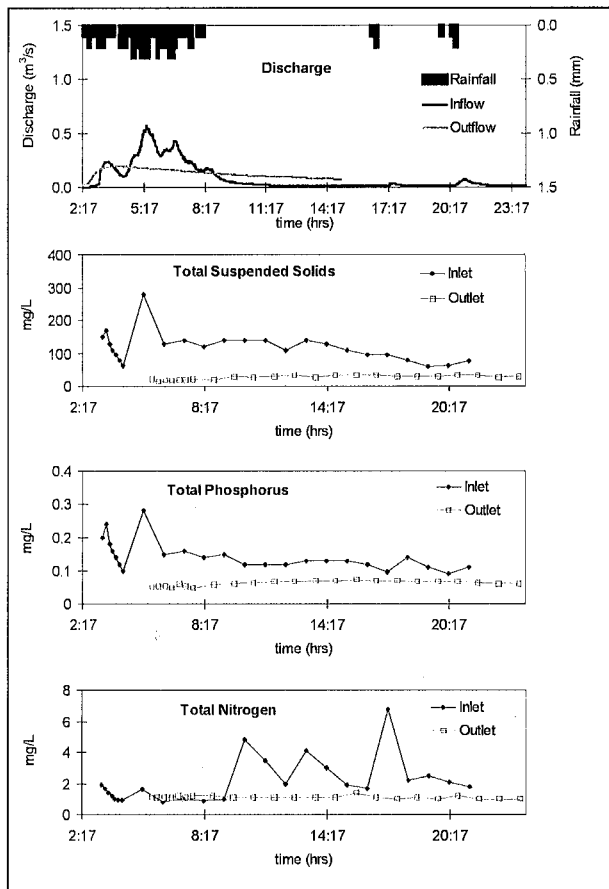 1.5
1.0
0.5
0.0
Discharge (m³/s)
Discharge
Rainfall
Inflow
Outflow
0.0
0.5
1.0
1.5
Rainfall (mm)
2:17 5:17 8:17 11:17 14:17 17:17 20:17 23:17
time (hrs)
400
300
200
100
0
mg/L
Total Suspended Solids
Inlet
Outlet
2:17 8:17 14:17 20:17
time (hrs)
0.4
0.3
0.2
0.1
0
mg/L
Total Phosphorus
Inlet
Outlet
2:17 8:17 14:17 20:17
time (hrs)
8
6
4
2
0
mg/L
Total Nitrogen
Inlet
Outlet
2:17 8:17 14:17 20:17
time (hrs)